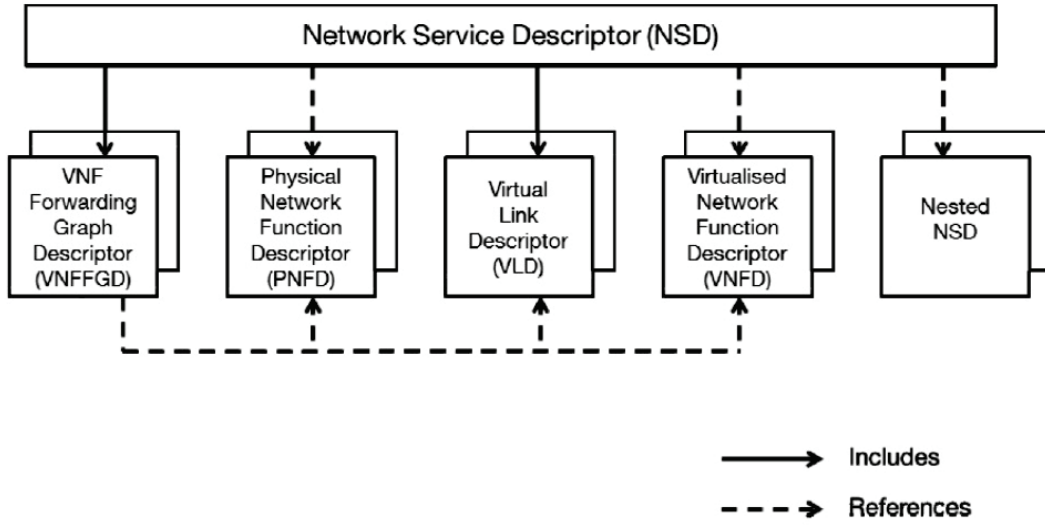 Network Service Descriptor (NSD)
VNF
Forwarding
Graph
Descriptor
(VNFFGD)
Physical
Network
Function
Descriptor
(PNFD)
Virtual
Link
Descriptor
(VLD)
Virtualised
Network
Function
Descriptor
(VNFD)
Nested
NSD
Includes
References